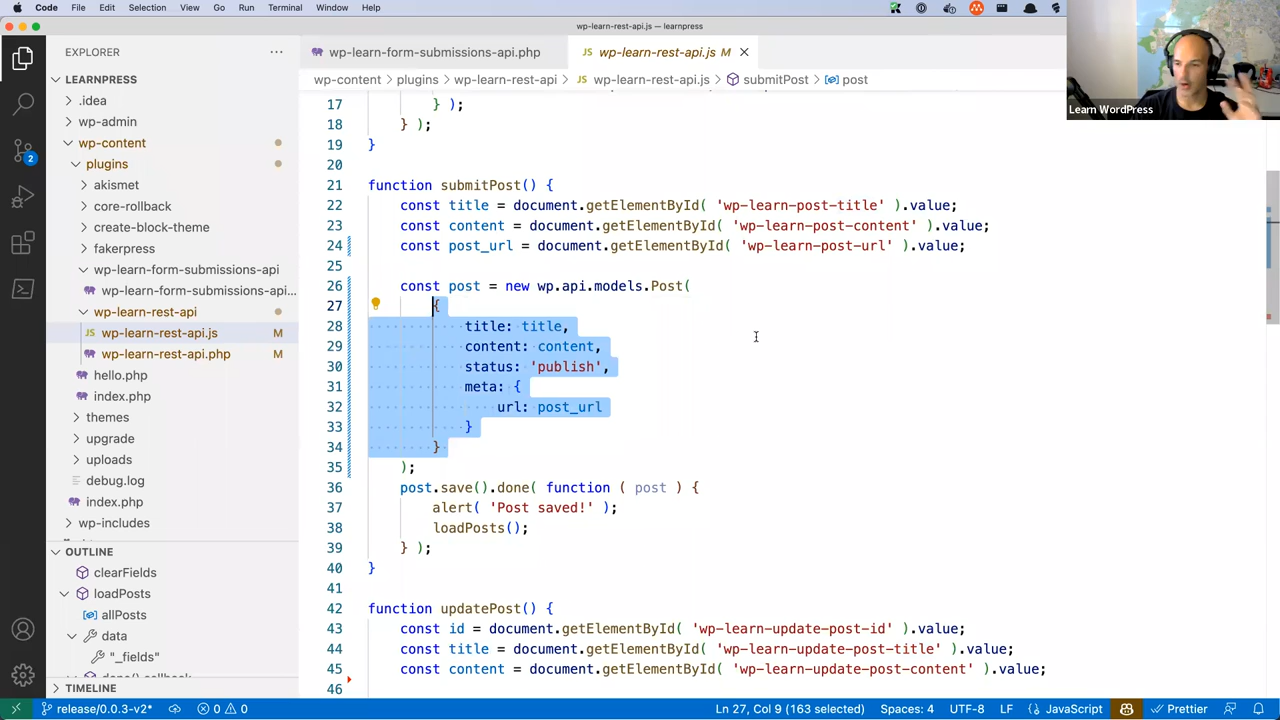 Code File Edit Selection View Go Run Terminal Window Help
wp-learn-rest-api.js — learnpress
Learn WordPress
EXPLORER
LEARNPRESS
.idea
wp-admin
wp-content
plugins
akismet
core-rollback
create-block-theme
fakerpress
wp-learn-form-submissions-api
wp-learn-form-submissions-api...
wp-learn-rest-api
JS wp-learn-rest-api.js M
wp-learn-rest-api.php M
hello.php
index.php
themes
upgrade
uploads
debug.log
index.php
wp-includes
OUTLINE
clearFields
loadPosts
allPosts
data
"_fields"
TIMELINE
wp-learn-form-submissions-api.php
JS wp-learn-rest-api.js M
wp-content > plugins > wp-learn-rest-api > JS wp-learn-rest-api.js > submitPost > post
17 } );
18 } );
19 }
20
21 function submitPost() {
22 const title = document.getElementById( 'wp-learn-post-title' ).value;
23 const content = document.getElementById( 'wp-learn-post-content' ).value;
24 const post_url = document.getElementById( 'wp-learn-post-url' ).value;
25
26 const post = new wp.api.models.Post(
27 {
28 title: title,
29 content: content,
30 status: 'publish',
31 meta: {
32 url: post_url
33 }
34 }
35 );
36 post.save().done( function ( post ) {
37 alert( 'Post saved!' );
38 loadPosts();
39 } );
40 }
41
42 function updatePost() {
43 const id = document.getElementById( 'wp-learn-update-post-id' ).value;
44 const title = document.getElementById( 'wp-learn-update-post-title' ).value;
45 const content = document.getElementById( 'wp-learn-update-post-content' ).value;
46
2
release/0.0.3-v2* 0 0 Ln 27, Col 9 (163 selected) Spaces: 4 UTF-8 LF {} JavaScript Prettier